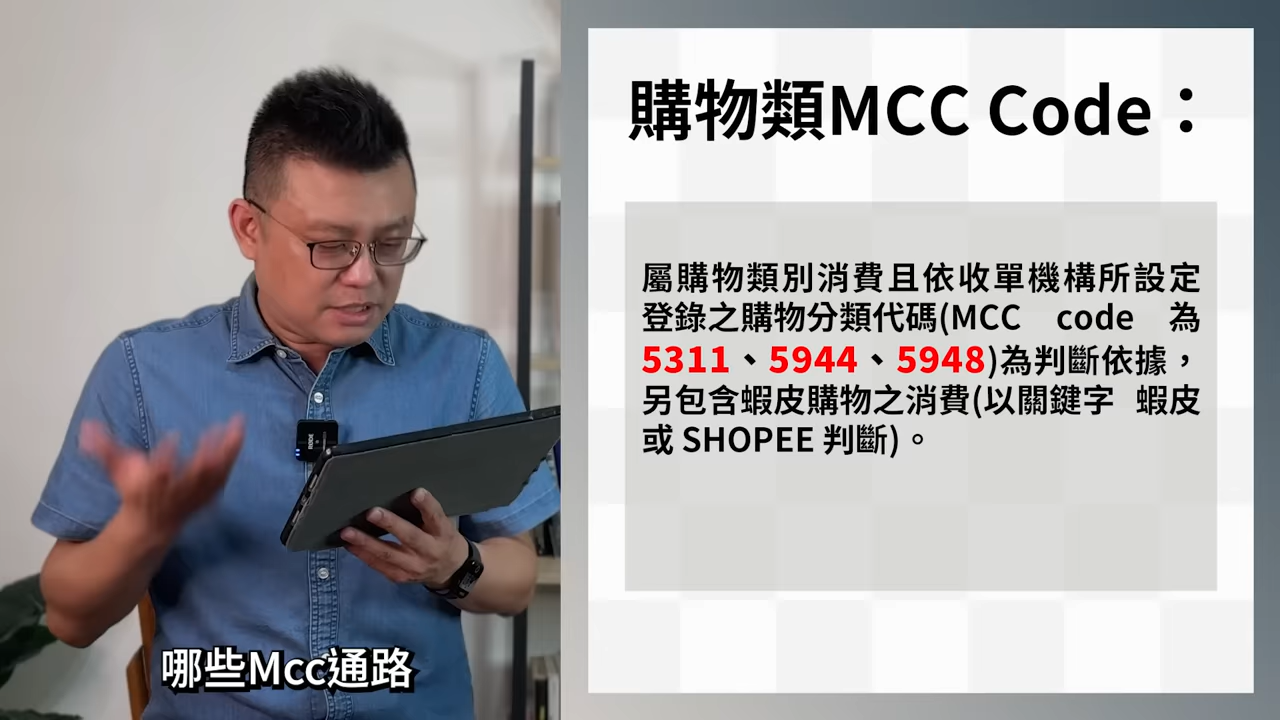 購物類MCC Code：
屬購物類別消費且依收單機構所設定
登錄之購物分類代碼(MCC code 為
5311、5944、5948)為判斷依據，
另包含蝦皮購物之消費(以關鍵字 蝦皮
或 SHOPEE 判斷)。
RODE
哪些Mcc通路